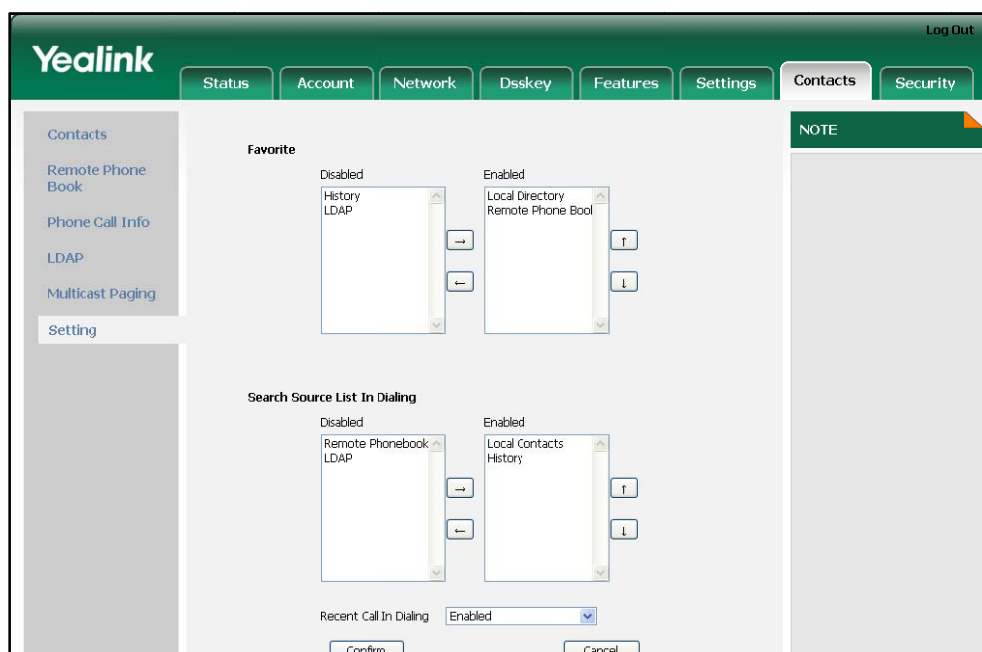 Log Out
Yealink
Status Account Network Dsskey Features Settings Contacts Security
Contacts
Remote Phone
Book
Phone Call Info
LDAP
Multicast Paging
Setting
NOTE
Favorite
Disabled Enabled
History
LDAP
Local Directory
Remote Phone Bool
→
←
↑
↓
Search Source List In Dialing
Disabled Enabled
Remote Phonebook
LDAP
Local Contacts
History
→
←
↑
↓
Recent Call In Dialing Enabled
Confirm Cancel